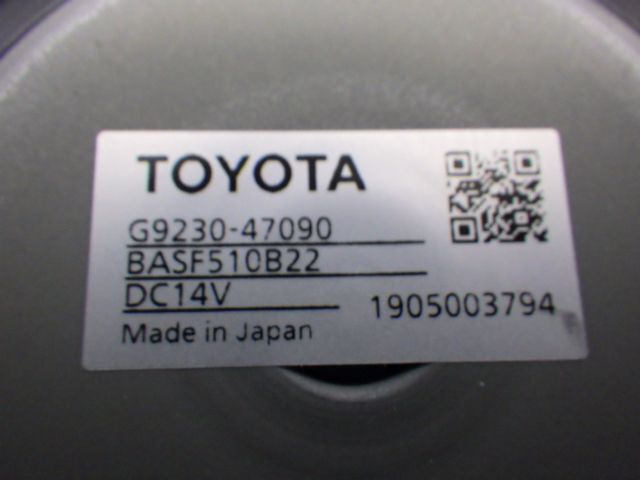 TOYOTA
G9230-47090
BASF510B22
DC14V
1905003794
Made in Japan